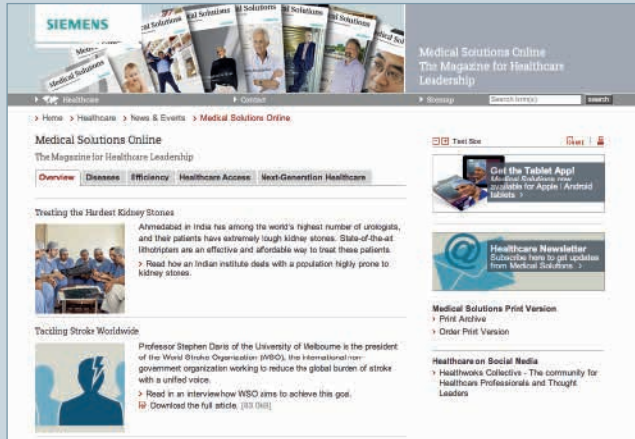 SIEMENS
Medical Solutions
Medical Solutions Online
The Magazine for Healthcare
Leadership
Healthcare
Contact
Sitemap
Search term(s)
search
Home > Healthcare > News & Events > Medical Solutions Online
Medical Solutions Online
The Magazine for Healthcare Leadership
Text Size
Overview
Diseases
Efficiency
Healthcare Access
Next-Generation Healthcare
Get the Tablet App!
Medical Solutions now
available for Apple | Android
tablets >
Treating the Hardest Kidney Stones
Ahmedabad in India has among the world's highest number of urologists,
and their patients have extremely tough kidney stones. State-of-the-art
lithotripters are an effective and affordable way to treat these patients.
> Read how an Indian institute deals with a population highly prone to
kidney stones.
Healthcare Newsletter
Subscribe here to get updates
from Medical Solutions >
Medical Solutions Print Version
> Print Archive
> Order Print Version
Tackling Stroke Worldwide
Professor Stephen Davis of the University of Melbourne is the president
of the World Stroke Organization (WSO), the international non-
government organization working to reduce the global burden of stroke
with a unified voice.
> Read in an interview how WSO aims to achieve this goal.
Download the full article.
Healthcare on Social Media
> Healthworks Collective - The community for
Healthcare Professionals and Thought
Leaders